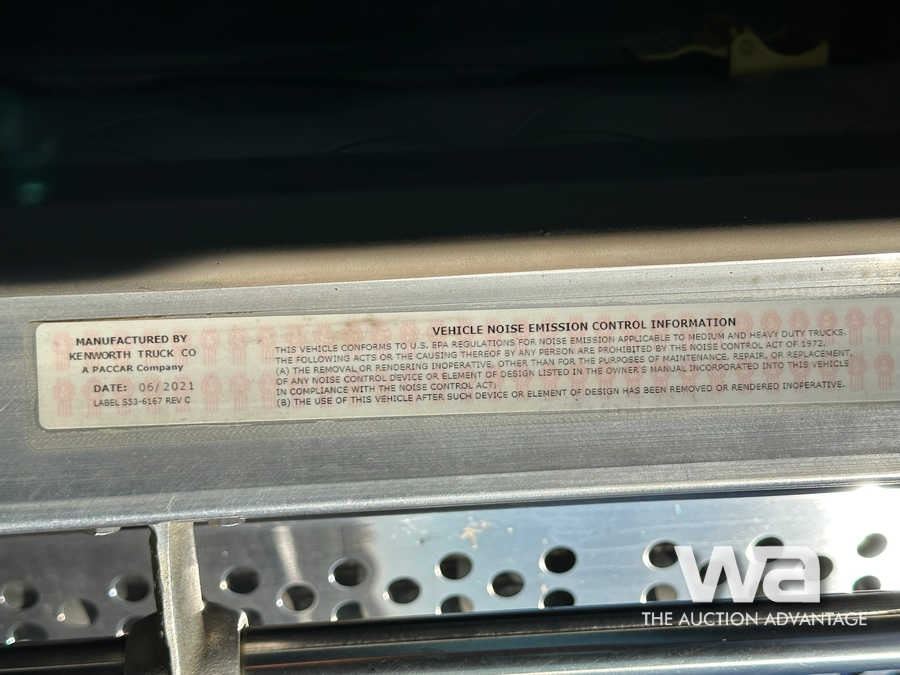 MANUFACTURED BY
KENWORTH TRUCK CO
A PACCAR Company
DATE: 06/2021
LABEL S53-6167 REV C
VEHICLE NOISE EMISSION CONTROL INFORMATION
THIS VEHICLE CONFORMS TO U.S. EPA REGULATIONS FOR NOISE EMISSION APPLICABLE TO MEDIUM AND HEAVY DUTY TRUCKS.
THE FOLLOWING ACTS OR THE CAUSING THEREOF BY ANY PERSON ARE PROHIBITED BY THE NOISE CONTROL ACT OF 1972.
(A) THE REMOVAL OR RENDERING INOPERATIVE, OTHER THAN FOR THE PURPOSES OF MAINTENANCE, REPAIR, OR REPLACEMENT,
OF ANY NOISE CONTROL DEVICE OR ELEMENT OF DESIGN LISTED IN THE OWNER'S MANUAL INCORPORATED INTO THIS VEHICLE
IN COMPLIANCE WITH THE NOISE CONTROL ACT;
(B) THE USE OF THIS VEHICLE AFTER SUCH DEVICE OR ELEMENT OF DESIGN HAS BEEN REMOVED OR RENDERED INOPERATIVE.
wa
THE AUCTION ADVANTAGE